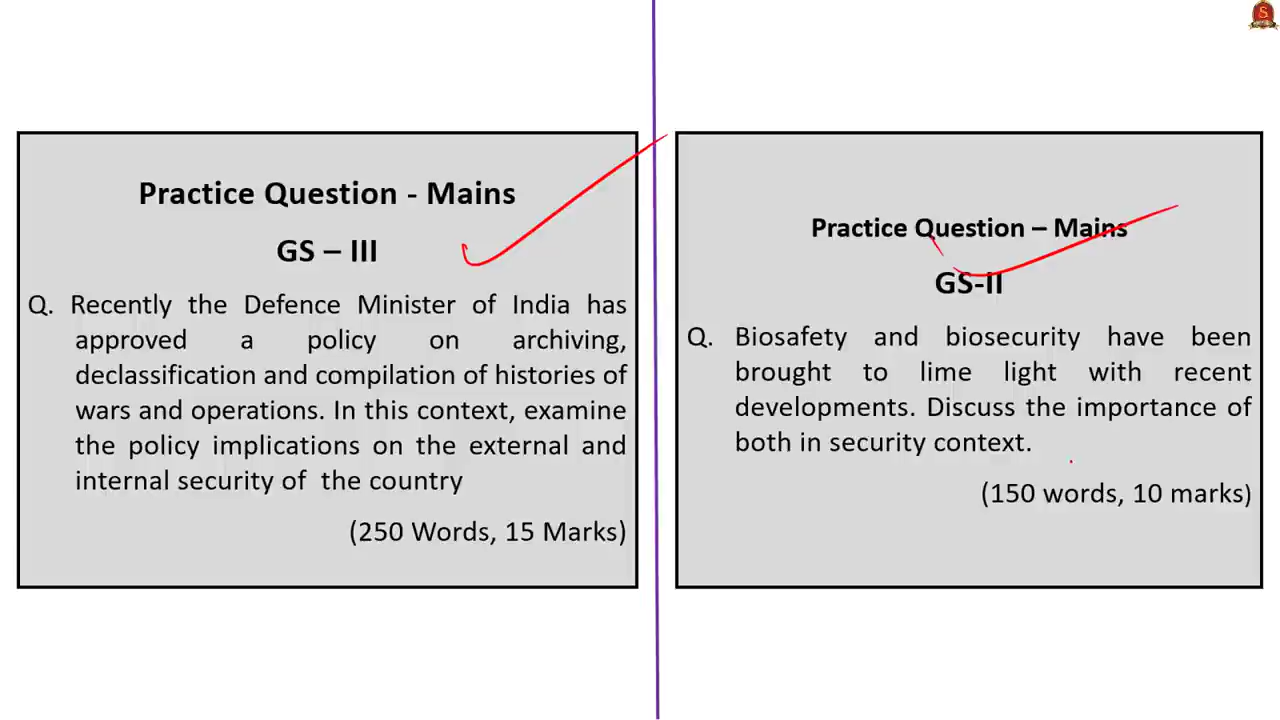 Practice Question - Mains
GS – III
Q. Recently the Defence Minister of India has
approved a policy on archiving,
declassification and compilation of histories of
wars and operations. In this context, examine
the policy implications on the external and
internal security of the country
(250 Words, 15 Marks)
Practice Question – Mains
GS-II
Q. Biosafety and biosecurity have been
brought to lime light with recent
developments. Discuss the importance of
both in security context.
(150 words, 10 marks)
S